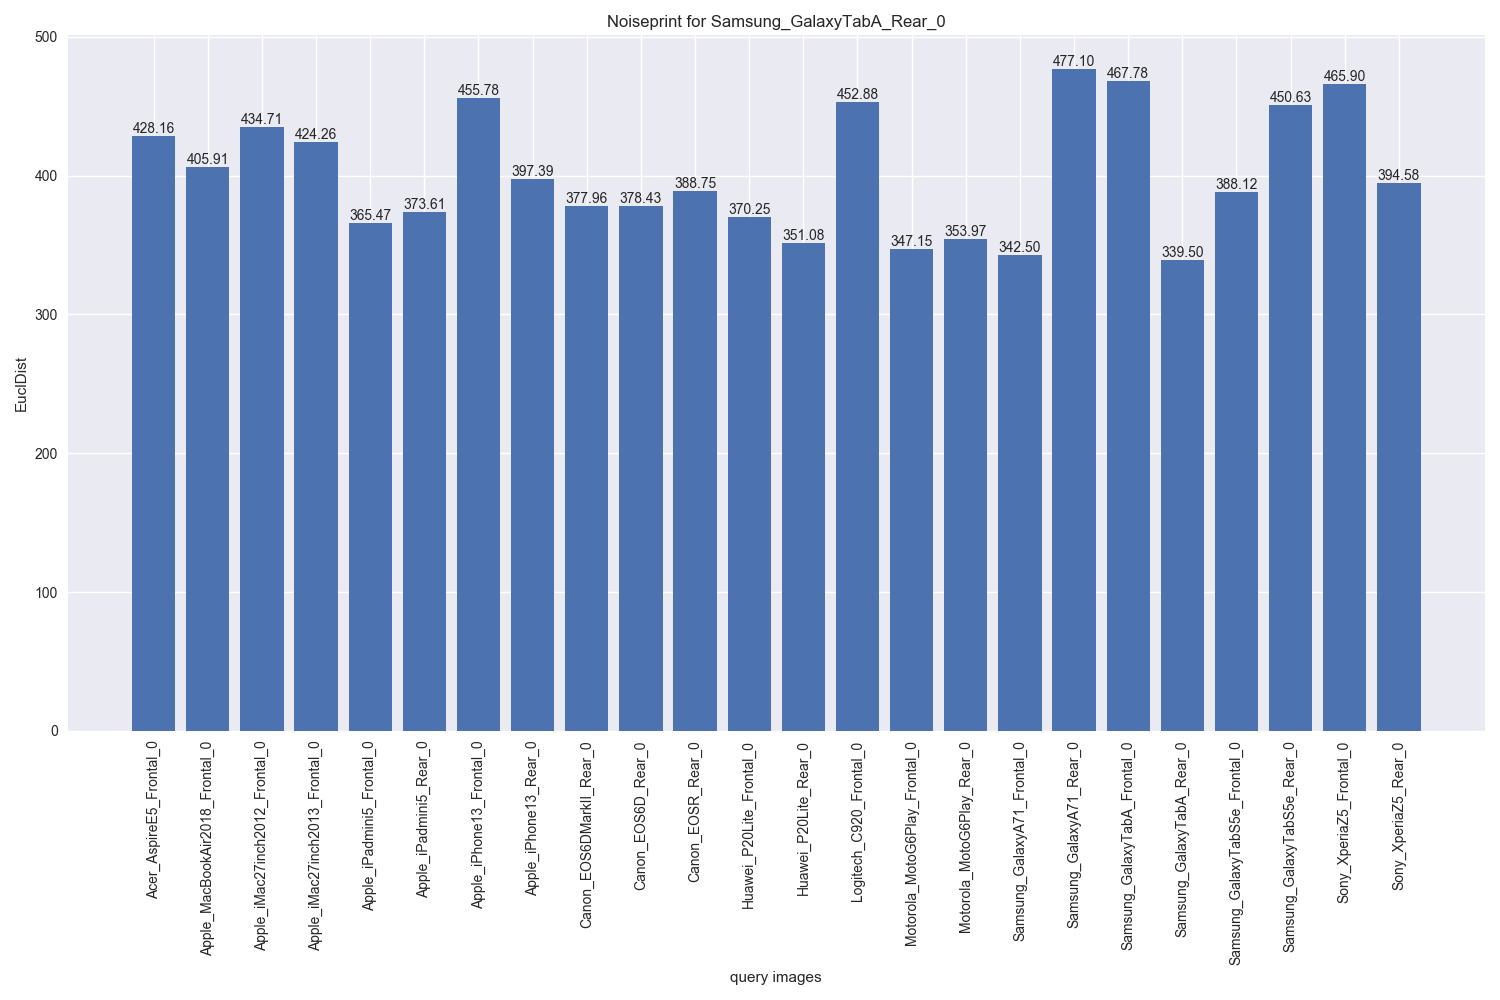 Noiseprint for Samsung_GalaxyTabA_Rear_0
EuclDist
500
400
300
200
100
0
428.16
405.91
434.71
424.26
365.47
373.61
455.78
397.39
377.96
378.43
388.75
370.25
351.08
452.88
347.15
353.97
342.50
477.10
467.78
339.50
388.12
450.63
465.90
394.58
Acer_AspireE5_Frontal_0
Apple_MacBookAir2018_Frontal_0
Apple_iMac27inch2012_Frontal_0
Apple_iMac27inch2013_Frontal_0
Apple_iPadmini5_Frontal_0
Apple_iPadmini5_Rear_0
Apple_iPhone13_Frontal_0
Apple_iPhone13_Rear_0
Canon_EOS6DMarkII_Rear_0
Canon_EOS6D_Rear_0
Canon_EOSR_Rear_0
Huawei_P20Lite_Frontal_0
Huawei_P20Lite_Rear_0
Logitech_C920_Frontal_0
Motorola_MotoG6Play_Frontal_0
Motorola_MotoG6Play_Rear_0
Samsung_GalaxyA71_Frontal_0
Samsung_GalaxyA71_Rear_0
Samsung_GalaxyTabA_Frontal_0
Samsung_GalaxyTabA_Rear_0
Samsung_GalaxyTabS5e_Frontal_0
Samsung_GalaxyTabS5e_Rear_0
Sony_XperiaZ5_Frontal_0
Sony_XperiaZ5_Rear_0
query images